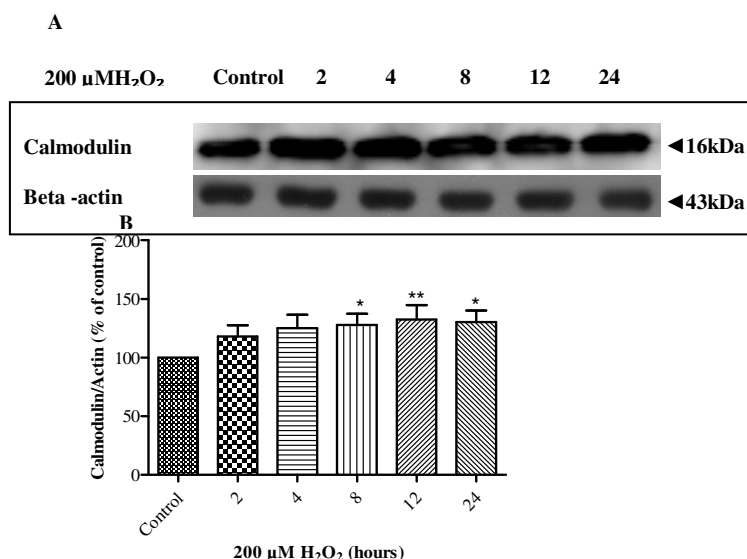 A
200 µMH₂O₂ Control 2 4 8 12 24
Calmodulin ◄16kDa
Beta -actin ◄43kDa
B
Calmodulin/Actin (% of control)
200
150
100
50
0
* ** *
Control 2 4 8 12 24
200 µM H₂O₂ (hours)